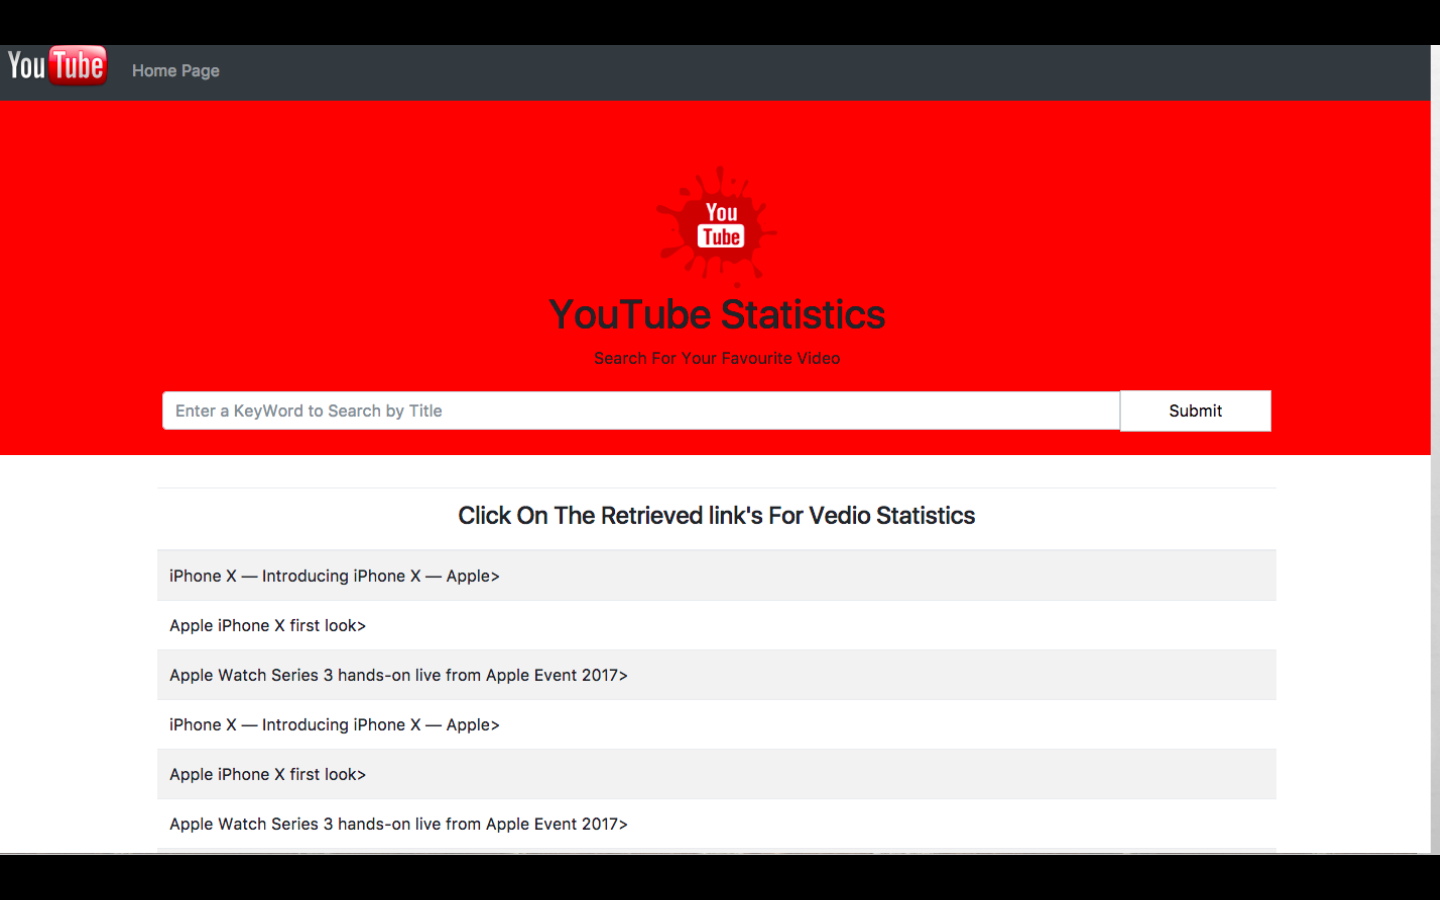 YouTube Home Page
You
Tube
YouTube Statistics
Search For Your Favourite Video
Enter a KeyWord to Search by Title Submit
Click On The Retrieved link's For Vedio Statistics
iPhone X — Introducing iPhone X — Apple>
Apple iPhone X first look>
Apple Watch Series 3 hands-on live from Apple Event 2017>
iPhone X — Introducing iPhone X — Apple>
Apple iPhone X first look>
Apple Watch Series 3 hands-on live from Apple Event 2017>